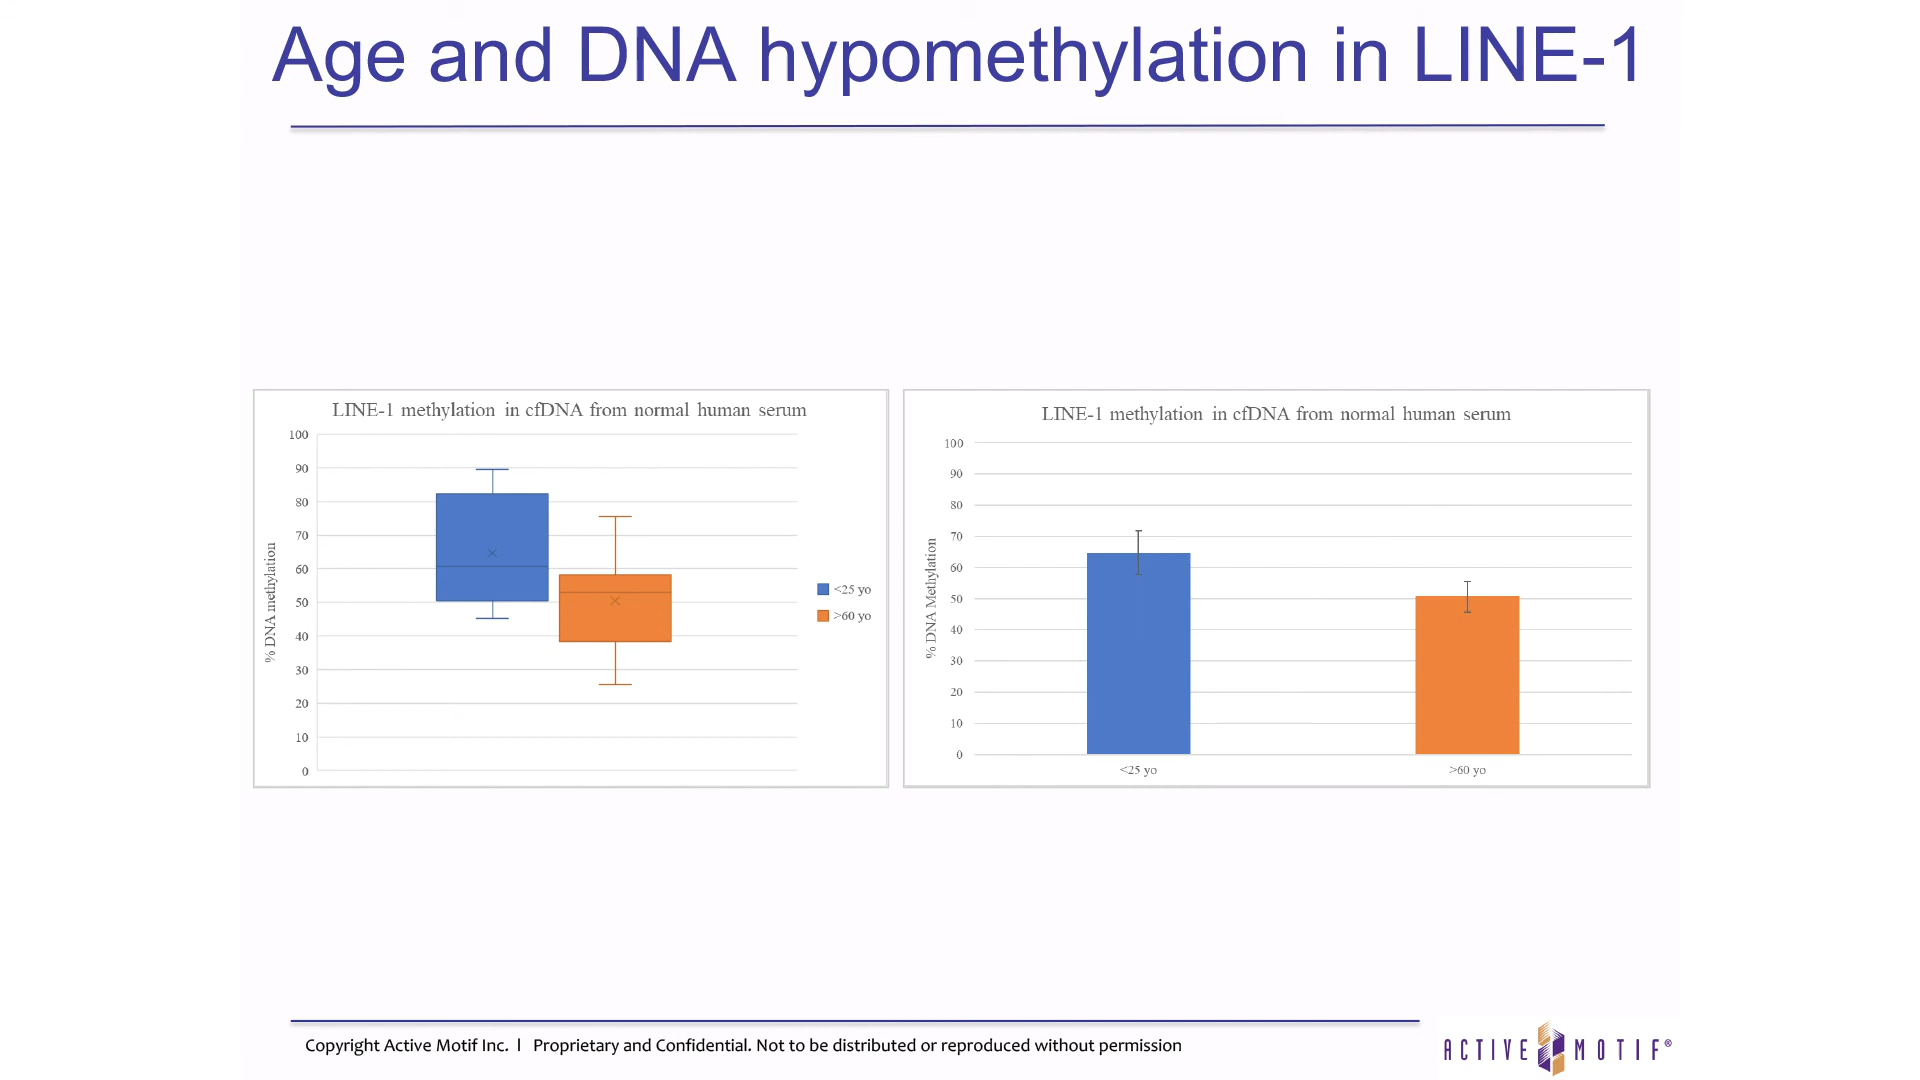 Age and DNA hypomethylation in LINE-1
LINE-1 methylation in cfDNA from normal human serum
100
90
80
70
60
50
40
30
20
10
0
% DNA methylation
<25 yo
>60 yo
LINE-1 methylation in cfDNA from normal human serum
100
90
80
70
60
50
40
30
20
10
0
% DNA Methylation
<25 yo
>60 yo
Copyright Active Motif Inc. l Proprietary and Confidential. Not to be distributed or reproduced without permission
ACTIVE MOTIF®